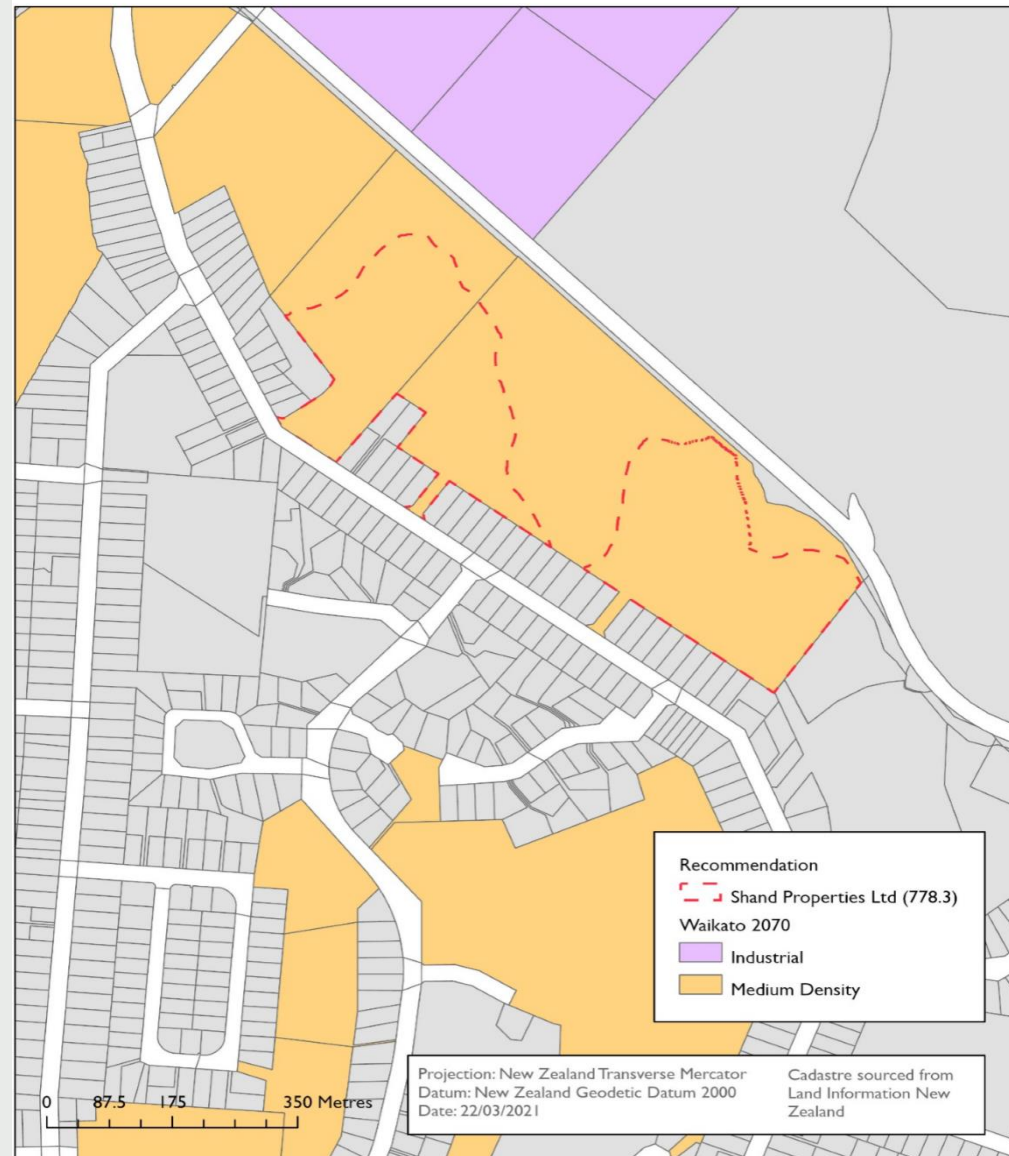 Recommendation
Shand Properties Ltd (778.3)
Waikato 2070
Industrial
Medium Density
Projection: New Zealand Transverse Mercator
Datum: New Zealand Geodetic Datum 2000
Date: 22/03/2021
Cadastre sourced from
Land Information New
Zealand
0 87.5 175 350 Metres